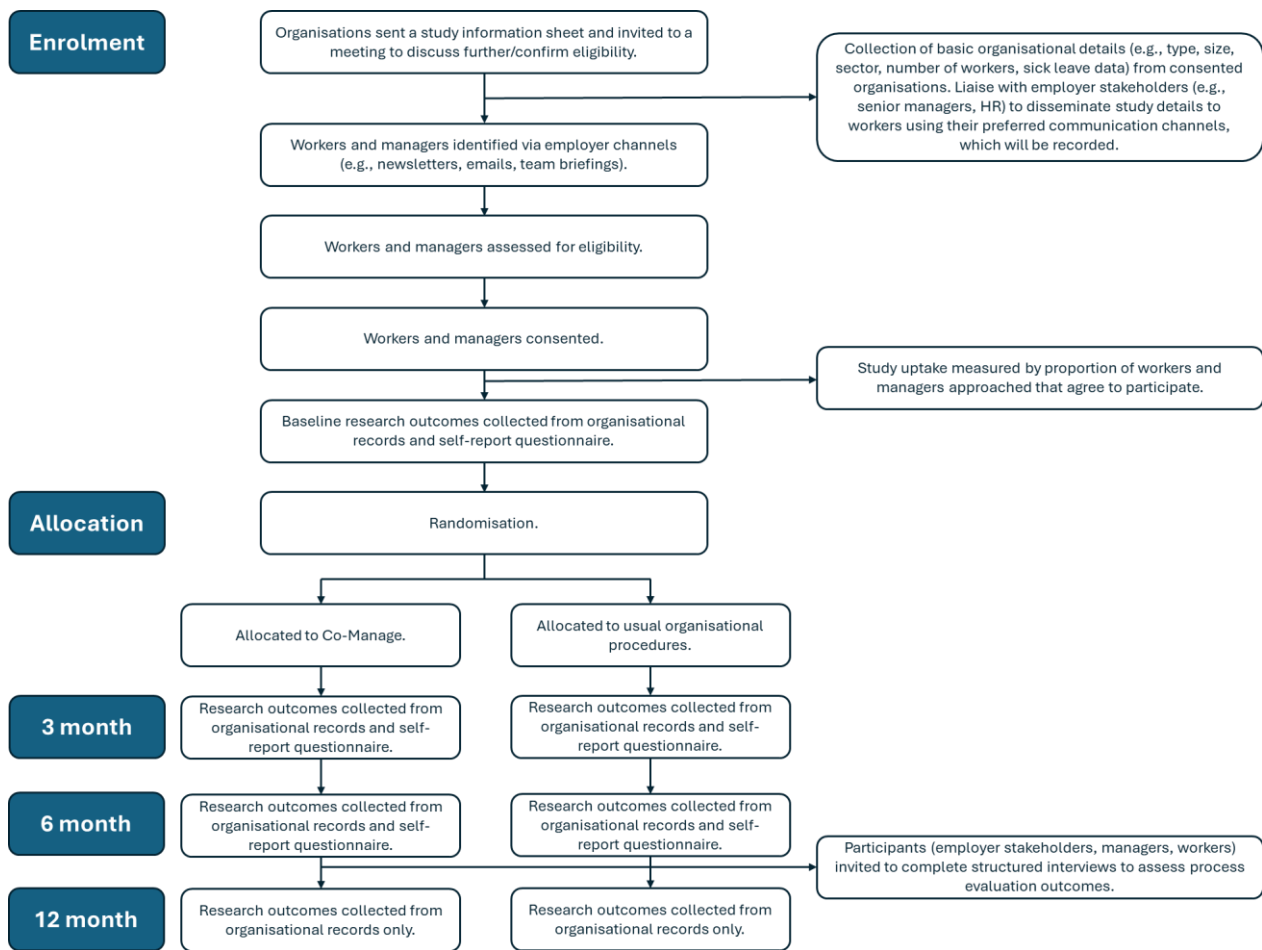 Enrolment
Organisations sent a study information sheet and invited to a
meeting to discuss further/confirm eligibility.
Collection of basic organisational details (e.g., type, size,
sector, number of workers, sick leave data) from consented
organisations. Liaise with employer stakeholders (e.g.,
senior managers, HR) to disseminate study details to
workers using their preferred communication channels,
which will be recorded.
Workers and managers identified via employer channels
(e.g., newsletters, emails, team briefings).
Workers and managers assessed for eligibility.
Workers and managers consented.
Study uptake measured by proportion of workers and
managers approached that agree to participate.
Baseline research outcomes collected from organisational
records and self-report questionnaire.
Allocation
Randomisation.
Allocated to Co-Manage.
Allocated to usual organisational
procedures.
3 month
Research outcomes collected from
organisational records and self-
report questionnaire.
Research outcomes collected from
organisational records and self-
report questionnaire.
6 month
Research outcomes collected from
organisational records and self-
report questionnaire.
Research outcomes collected from
organisational records and self-
report questionnaire.
Participants (employer stakeholders, managers, workers)
invited to complete structured interviews to assess process
evaluation outcomes.
12 month
Research outcomes collected from
organisational records only.
Research outcomes collected from
organisational records only.